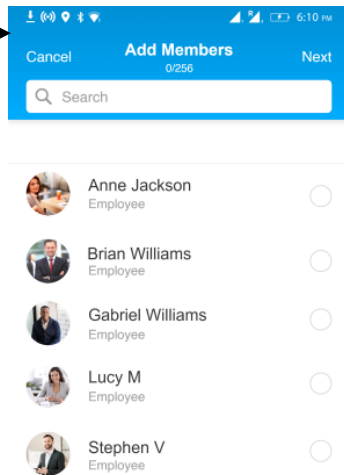 6:10 PM
Cancel Add Members Next
0/256
Search
Anne Jackson
Employee
Brian Williams
Employee
Gabriel Williams
Employee
Lucy M
Employee
Stephen V
Employee